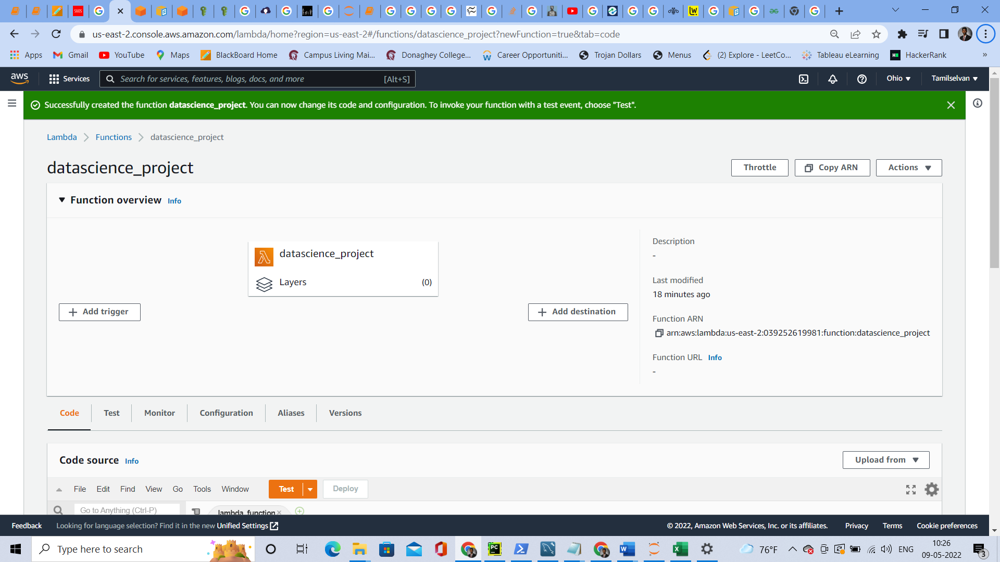 S60S
us-east-2.console.aws.amazon.com/lambda/home?region=us-east-2#/functions/datascience_project?newFunction=true&tab=code
Apps Gmail YouTube Maps BlackBoard Home Campus Living Mai... Donaghey College... Career Opportuniti... Trojan Dollars Menus (2) Explore - LeetCo... Tableau eLearning HackerRank »
aws Services Search for services, features, blogs, docs, and more [Alt+S] Ohio Tamilselvan
Successfully created the function datascience_project. You can now change its code and configuration. To invoke your function with a test event, choose "Test".
Lambda Functions datascience_project
datascience_project
Throttle Copy ARN Actions
Function overview Info
datascience_project
Layers (0)
Add trigger
Add destination
Description
-
Last modified
18 minutes ago
Function ARN
arn:aws:lambda:us-east-2:039252619981:function:datascience_project
Function URL Info
-
Code Test Monitor Configuration Aliases Versions
Code source Info
Upload from
File Edit Find View Go Tools Window Test Deploy
Go to Anything (Ctrl-P) lambda_function
Feedback Looking for language selection? Find it in the new Unified Settings © 2022, Amazon Web Services, Inc. or its affiliates. Privacy Terms Cookie preferences
Type here to search
76°F ENG
10:26
09-05-2022
3